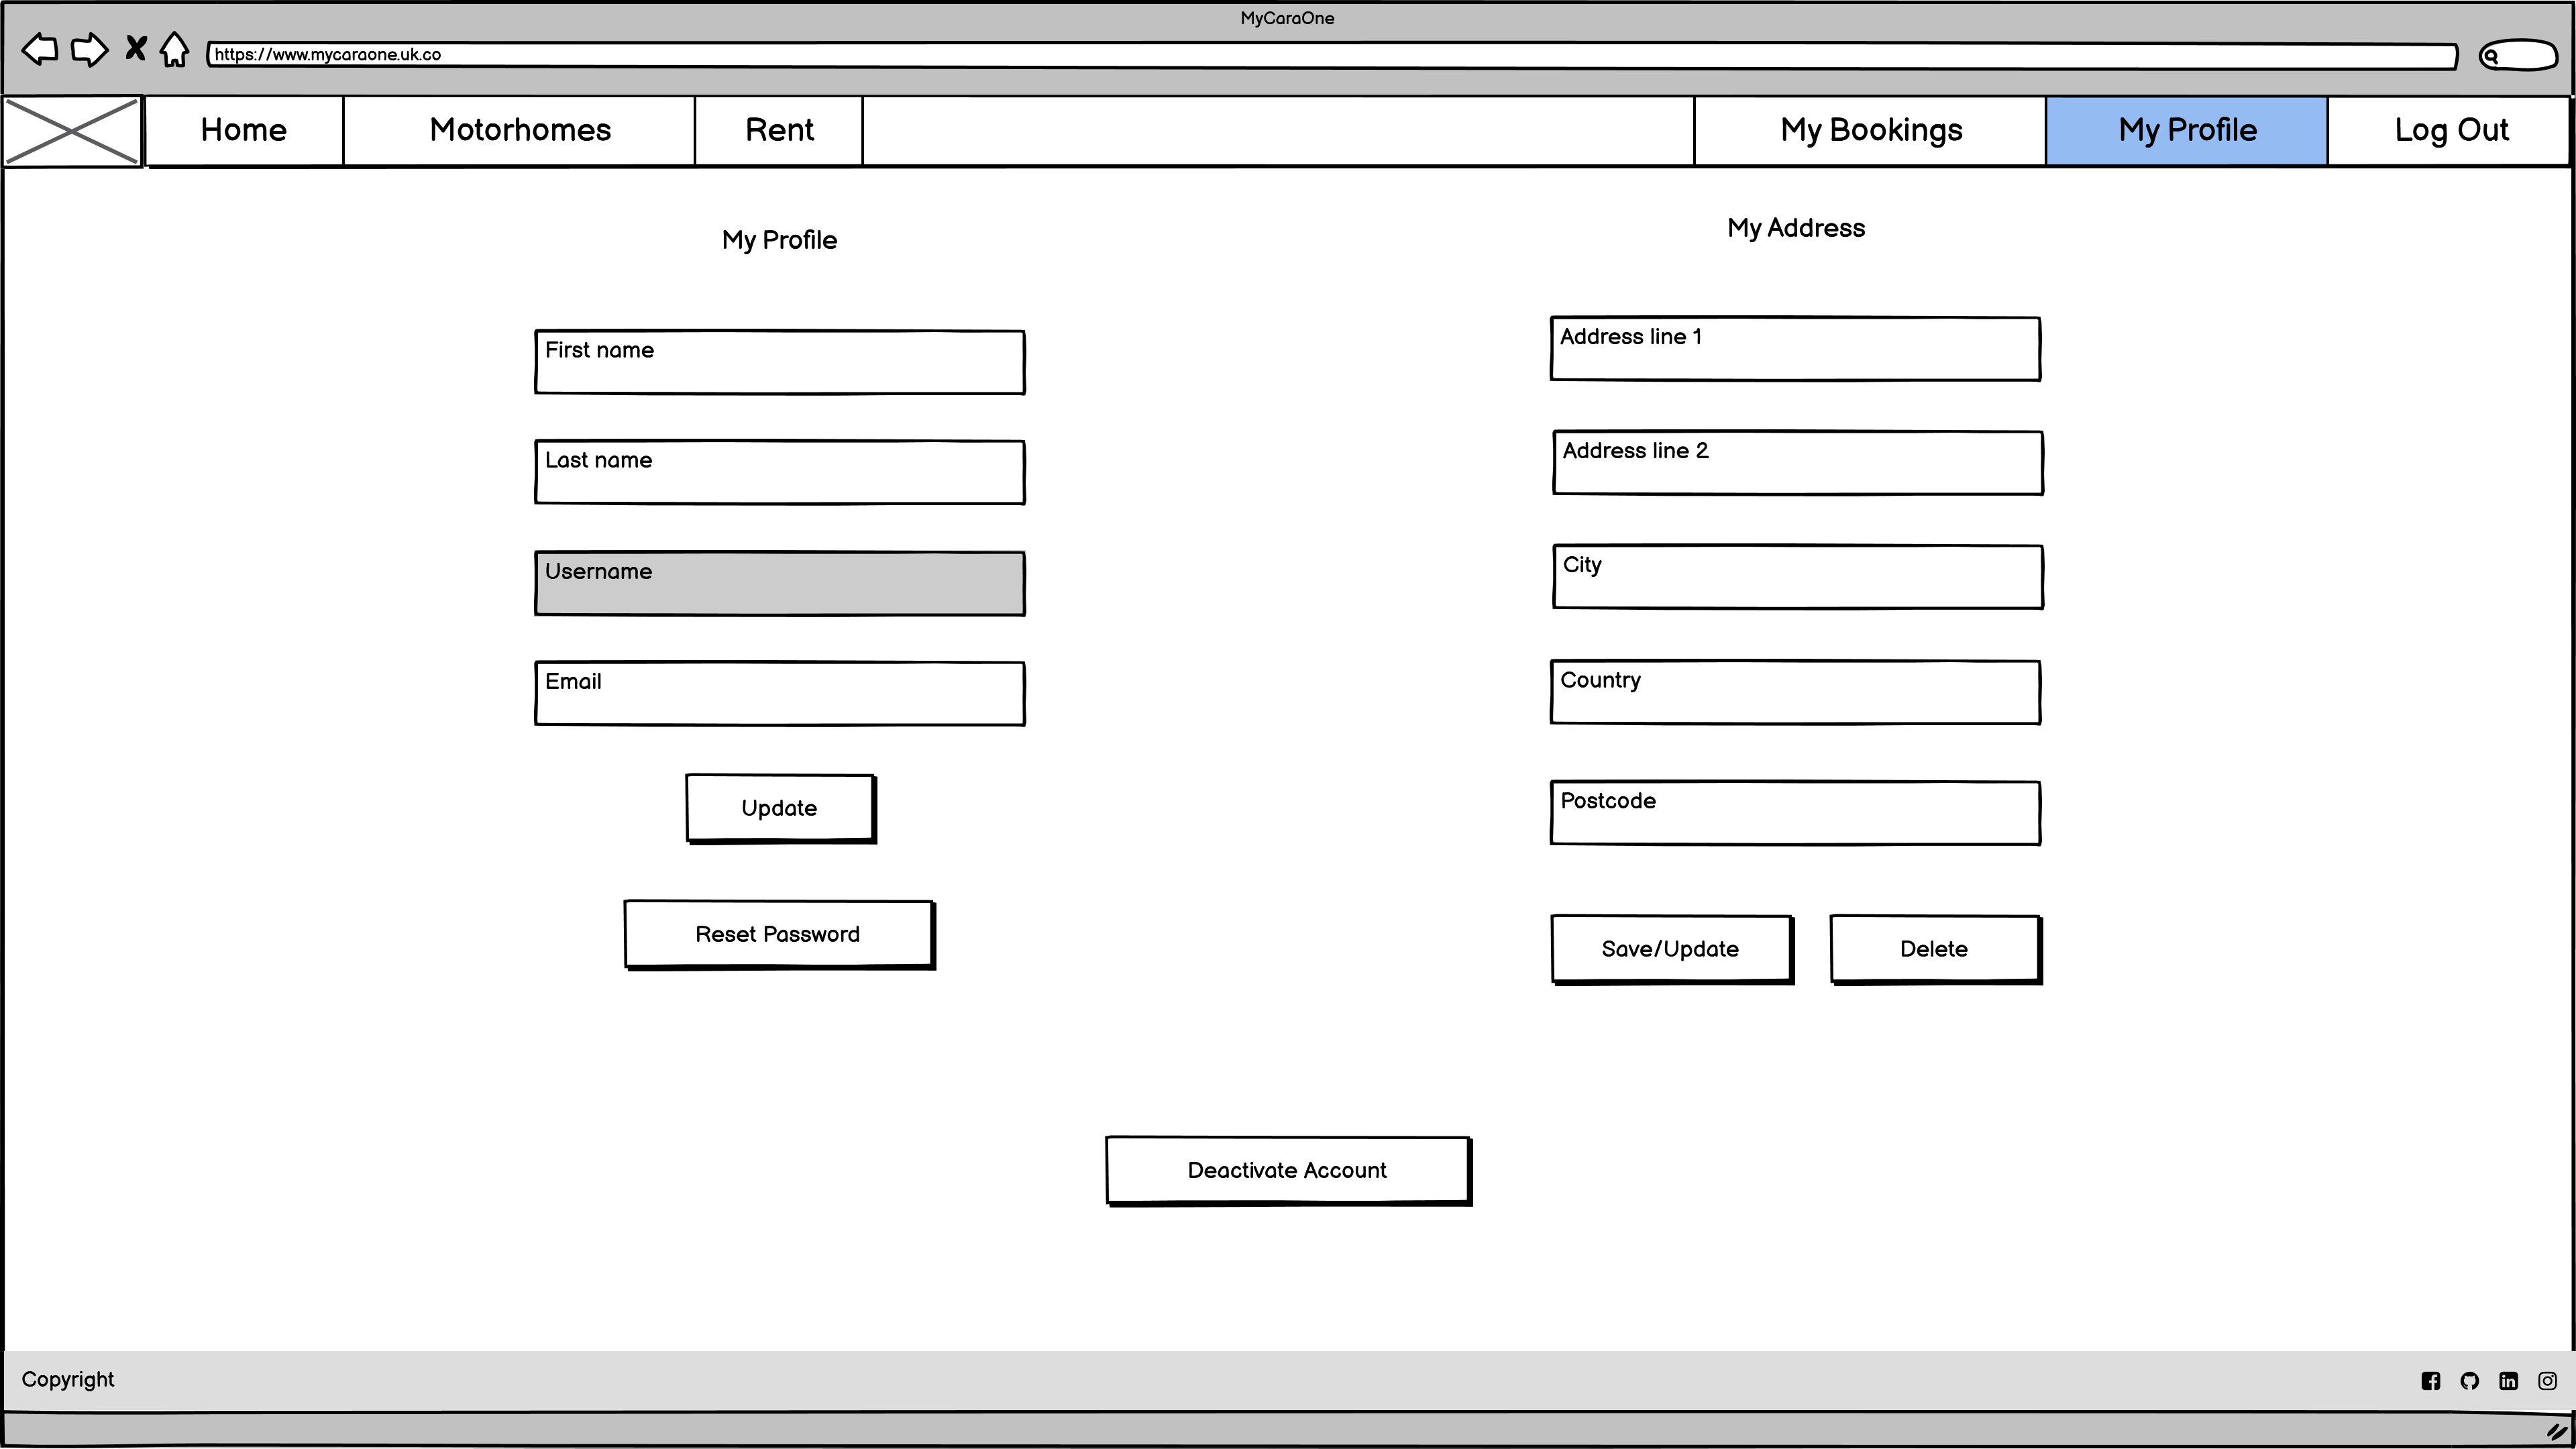 MyCaraOne
https://www.mycaraone.uk.co
Home
Motorhomes
Rent
My Bookings
My Profile
Log Out
My Profile
First name
Last name
Username
Email
Update
Reset Password
My Address
Address line 1
Address line 2
City
Country
Postcode
Save/Update
Delete
Deactivate Account
Copyright